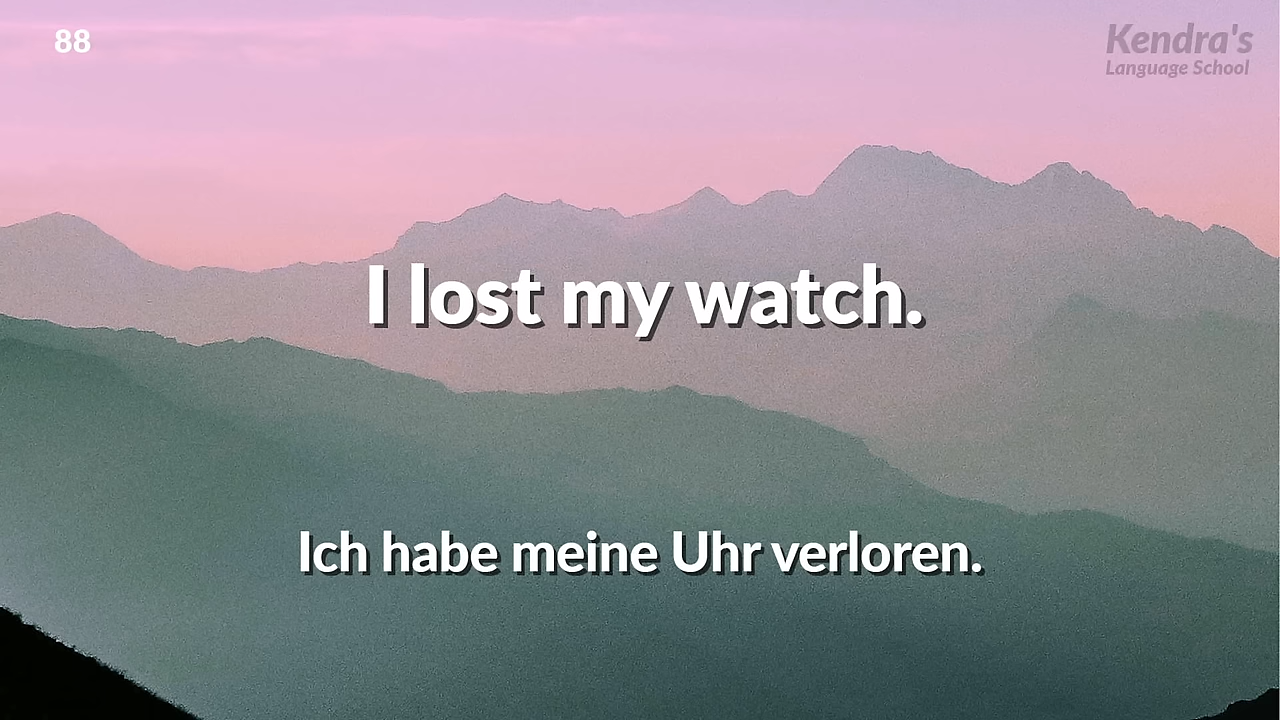 88
Kendra's
Language School
I lost my watch.
Ich habe meine Uhr verloren.